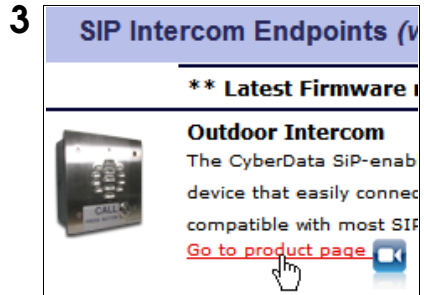 3
SIP Intercom Endpoints (
** Latest Firmware
Outdoor Intercom
The CyberData SiP-enab
device that easily connec
compatible with most SIP
Go to product page
CALL